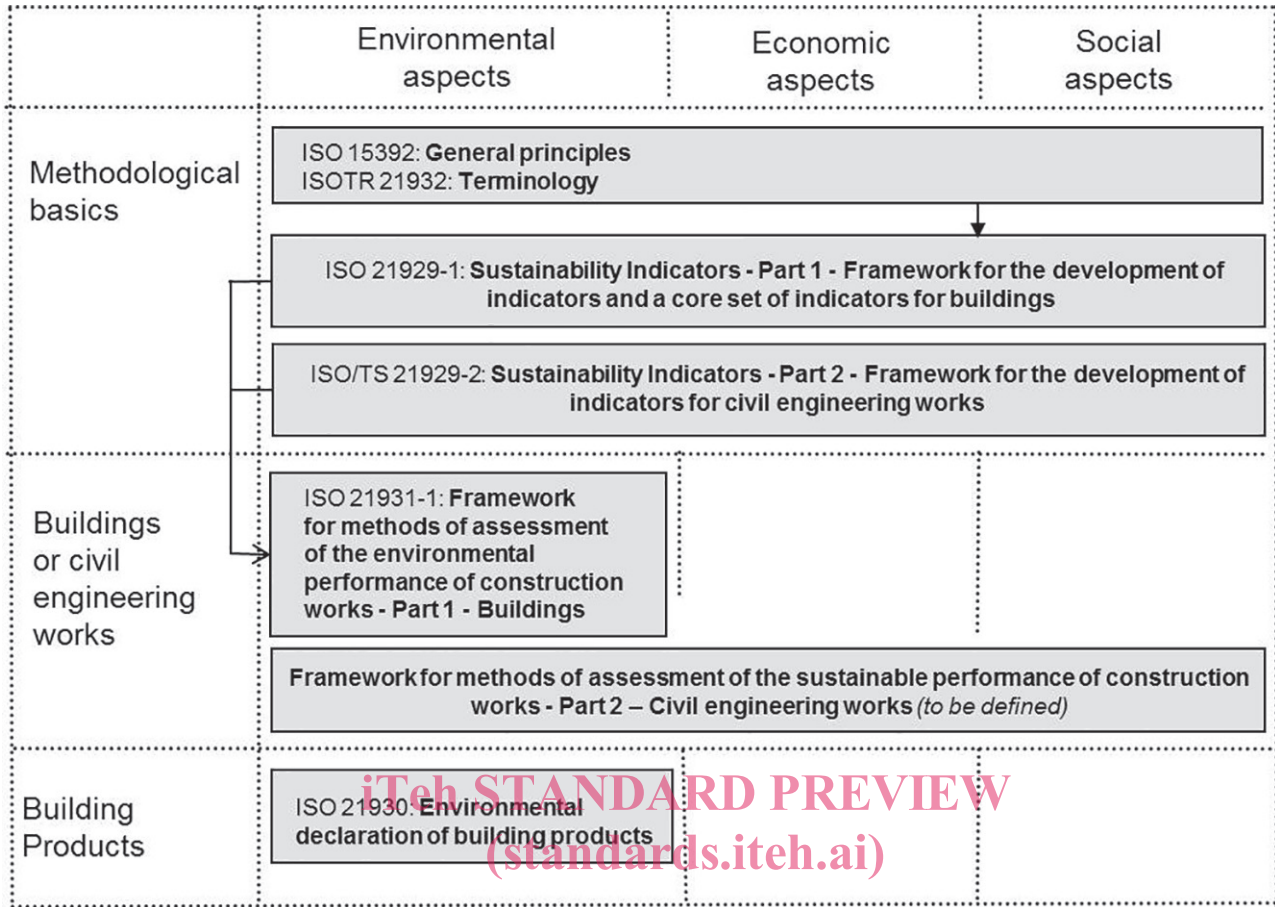 Environmental
aspects
Economic
aspects
Social
aspects
Methodological
basics
ISO 15392: General principles
ISOTR 21932: Terminology
ISO 21929-1: Sustainability Indicators - Part 1 - Framework for the development of
indicators and a core set of indicators for buildings
ISO/TS 21929-2: Sustainability Indicators - Part 2 - Framework for the development of
indicators for civil engineering works
Buildings
or civil
engineering
works
ISO 21931-1: Framework
for methods of assessment
of the environmental
performance of construction
works - Part 1 - Buildings
Framework for methods of assessment of the sustainable performance of construction
works - Part 2 – Civil engineering works (to be defined)
Building
Products
ISO 21930: Environmental
declaration of building products
iTeh STANDARD PREVIEW
(standards.iteh.ai)